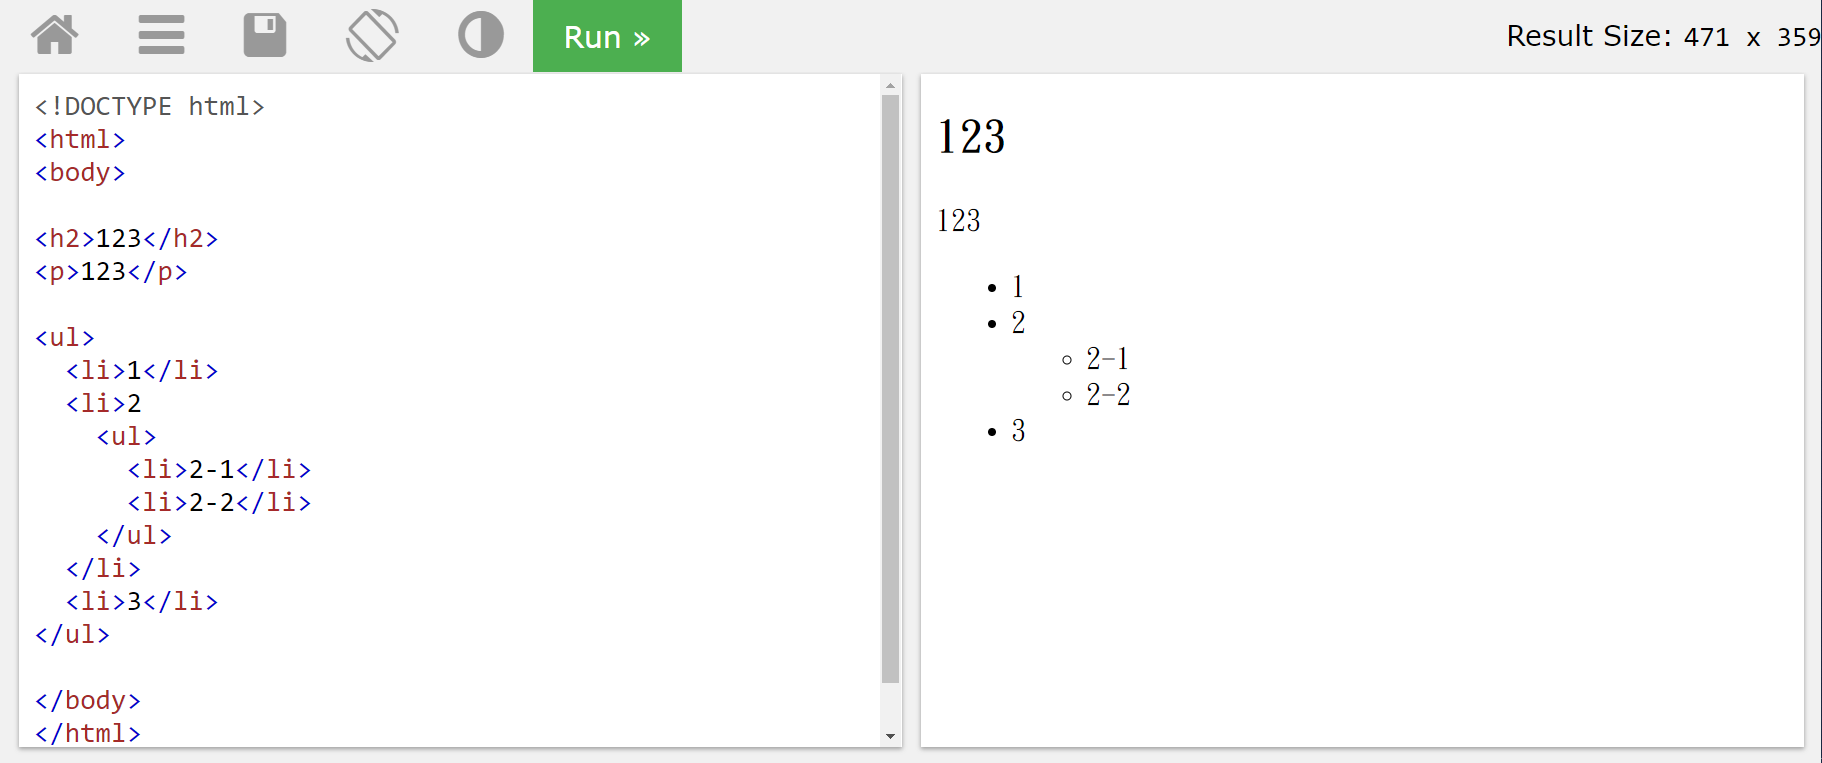 Run »
Result Size: 471 x 359
<!DOCTYPE html>
<html>
<body>
<h2>123</h2>
<p>123</p>
<ul>
<li>1</li>
<li>2
<ul>
<li>2-1</li>
<li>2-2</li>
</ul>
</li>
<li>3</li>
</ul>
</body>
</html>
123
123
1
2
2-1
2-2
3